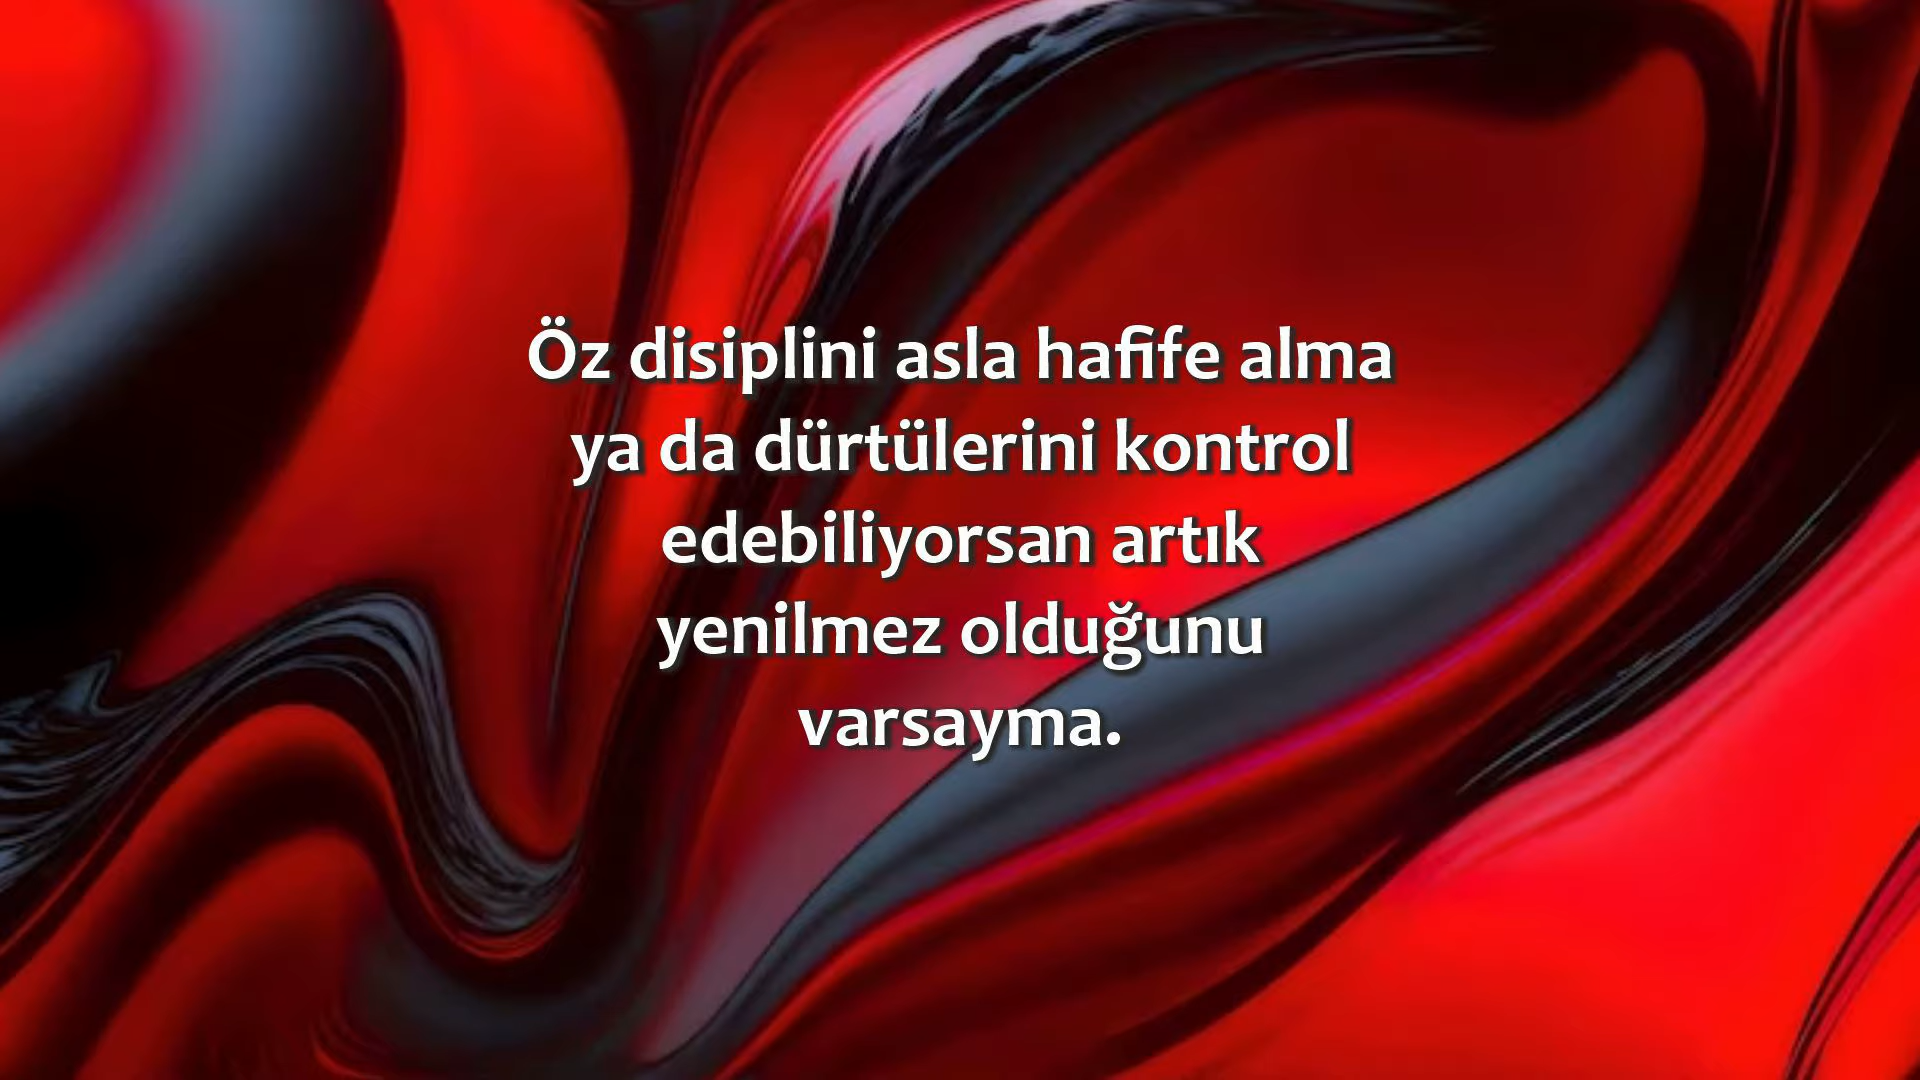 Öz disiplini asla hafife alma
ya da dürtülerini kontrol
edebiliyorsan artık
yenilmez olduğunu
varsayma.